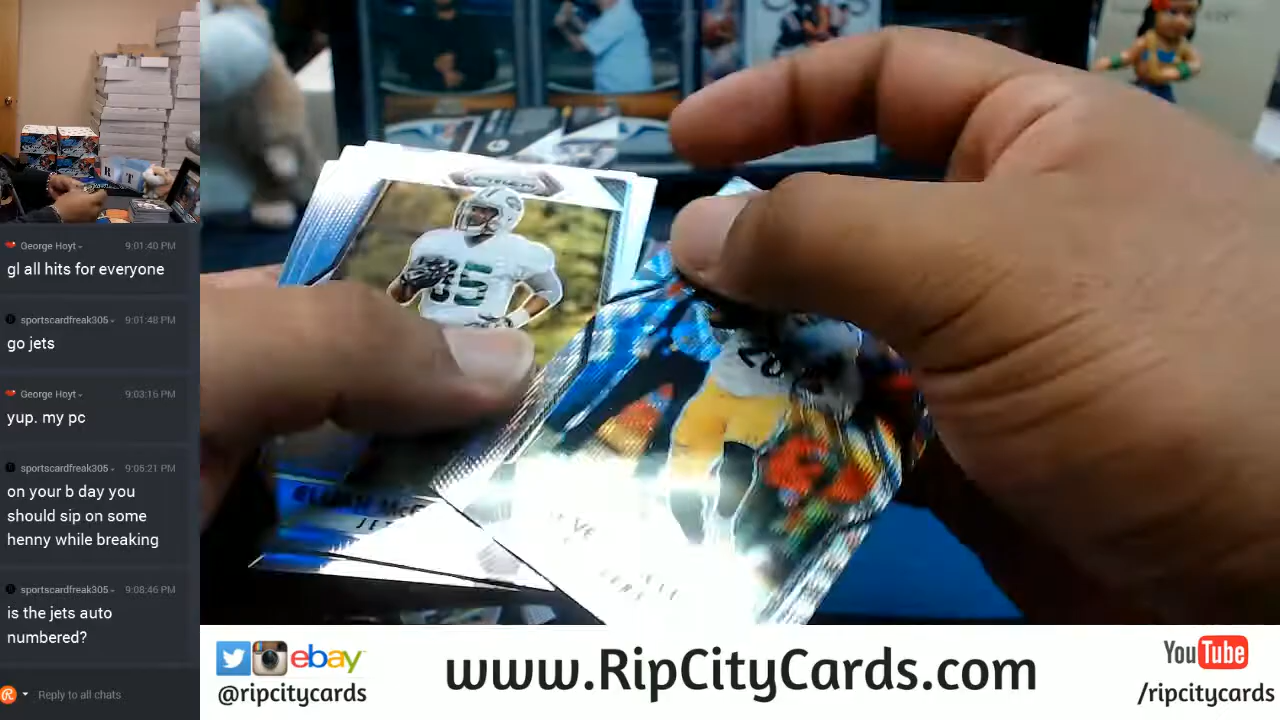 George Hoyt 9:01:40 PM
gl all hits for everyone
sportscardfreak305 9:01:48 PM
go jets
George Hoyt 9:03:16 PM
yup. my pc
sportscardfreak305 9:05:21 PM
on your b day you
should sip on some
henny while breaking
sportscardfreak305 9:08:46 PM
is the jets auto
numbered?
Reply to all chats
ebay
@ripcitycards
www.RipCityCards.com
YouTube
/ripcitycards